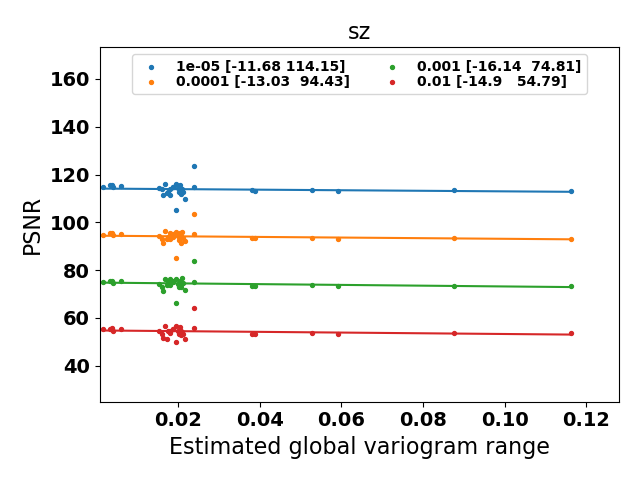 sz
1e-05 [-11.68 114.15]
0.0001 [-13.03  94.43]
0.001 [-16.14  74.81]
0.01 [-14.9   54.79]
PSNR
160
140
120
100
80
60
40
0.02 0.04 0.06 0.08 0.10 0.12
Estimated global variogram range